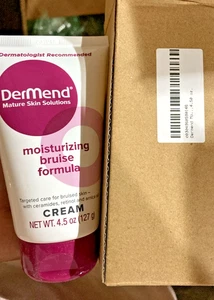 Dermatologist Recommended
DerMend®
Mature Skin Solutions
moisturizing
bruise
formula
Targeted care for bruised skin –
with ceramides, retinol and
CREAM
NET WT. 4.5 oz (127 g)